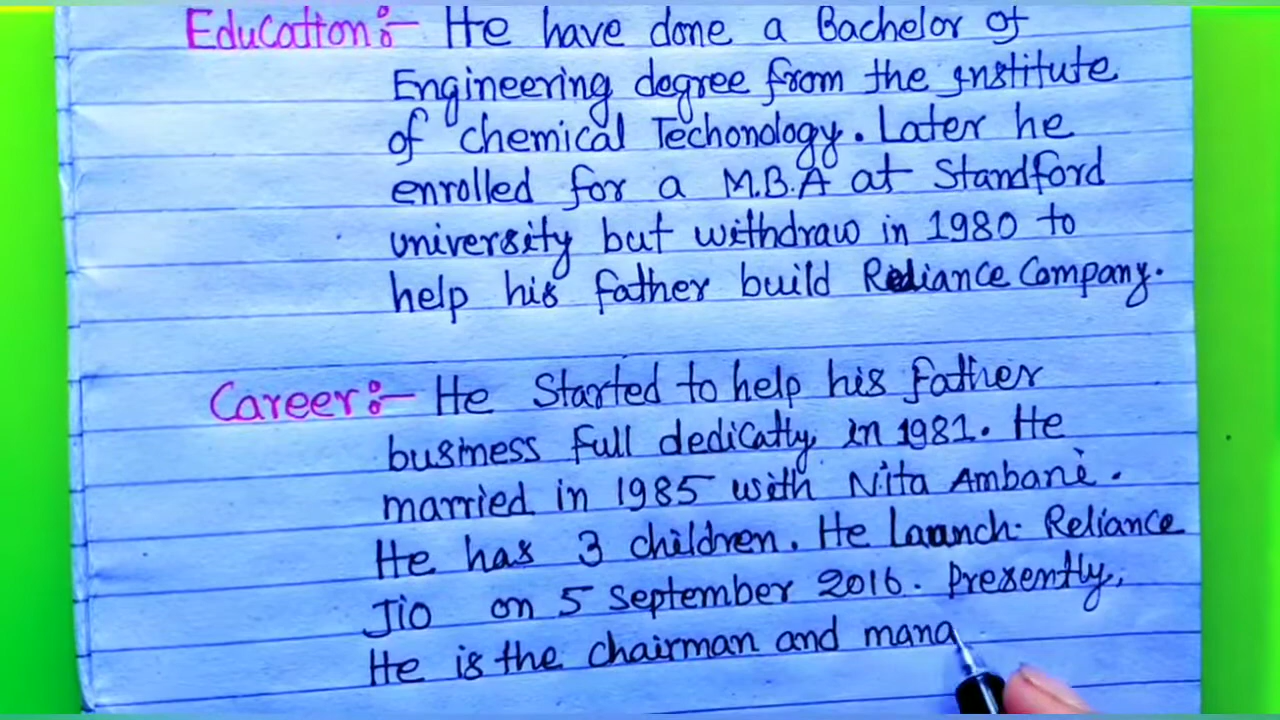 Education:- He have done a Bachelor of
Engineering degree from the institute
of chemical Techonology. Later he
enrolled for a M.B.A at Standford
university but withdraw in 1980 to
help his father build Reliance Company.
Career:- He Started to help his father
business full dedicatly in 1981. He
married in 1985 with Nita Ambani.
He has 3 children. He Launch Reliance
Jio on 5 September 2016. Presently,
He is the chairman and mana